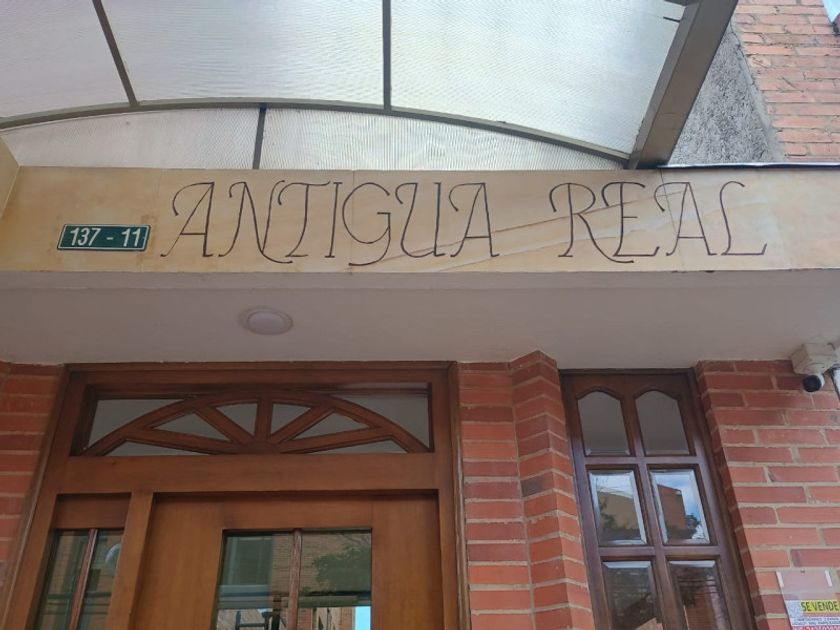 137 - 11
ANTIGUA REAL
SE VENDE